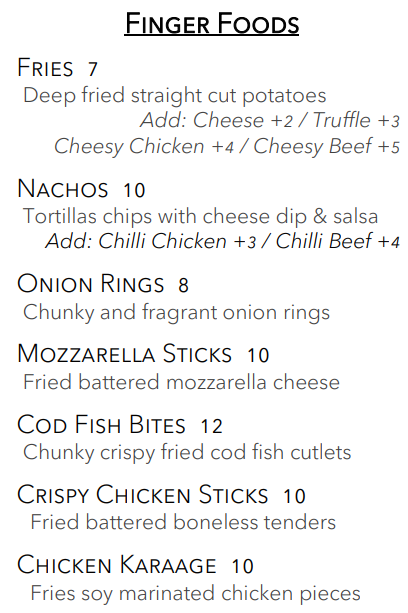 Finger Foods
Fries 7
Deep fried straight cut potatoes
Add: Cheese +2 / Truffle +3
Cheesy Chicken +4 / Cheesy Beef +5
Nachos 10
Tortillas chips with cheese dip & salsa
Add: Chilli Chicken +3 / Chilli Beef +4
Onion Rings 8
Chunky and fragrant onion rings
Mozzarella Sticks 10
Fried battered mozzarella cheese
Cod Fish Bites 12
Chunky crispy fried cod fish cutlets
Crispy Chicken Sticks 10
Fried battered boneless tenders
Chicken Karaage 10
Fries soy marinated chicken pieces